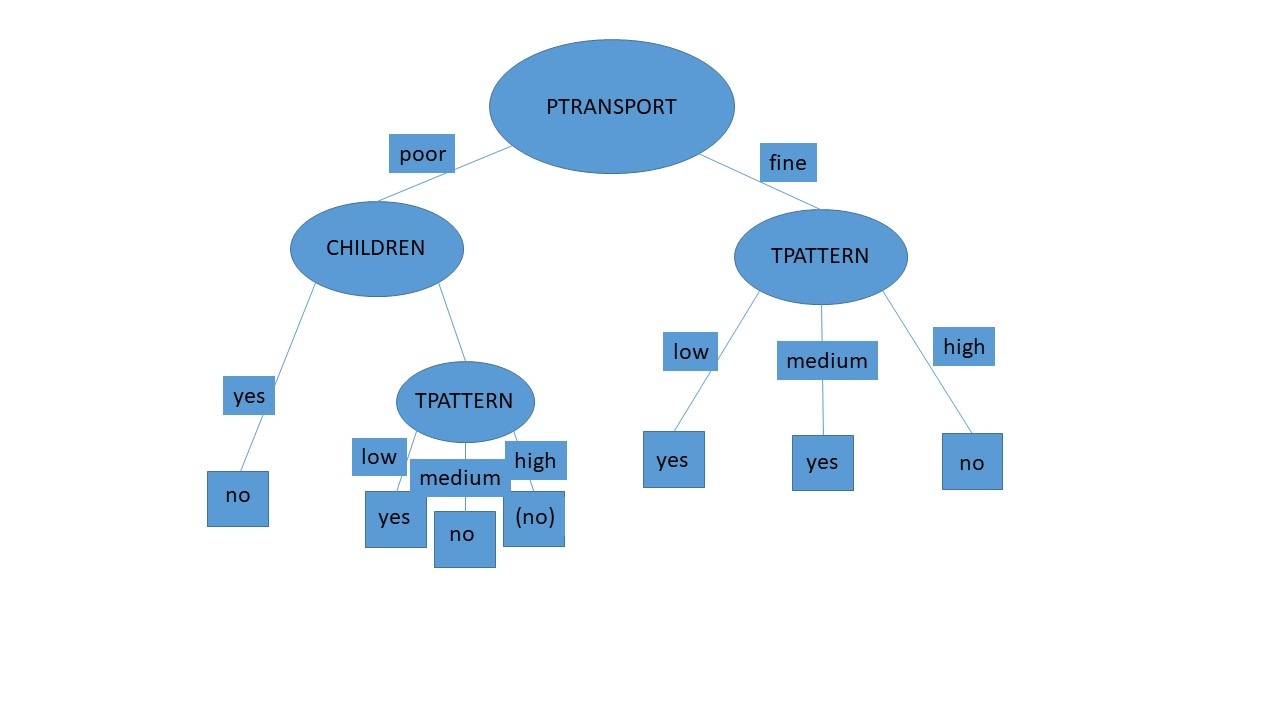 PTRANSPORT
poor
fine
CHILDREN
TPATTERN
low
medium
high
yes
TPATTERN
low
medium
high
yes
yes
no
no
yes
no
(no)